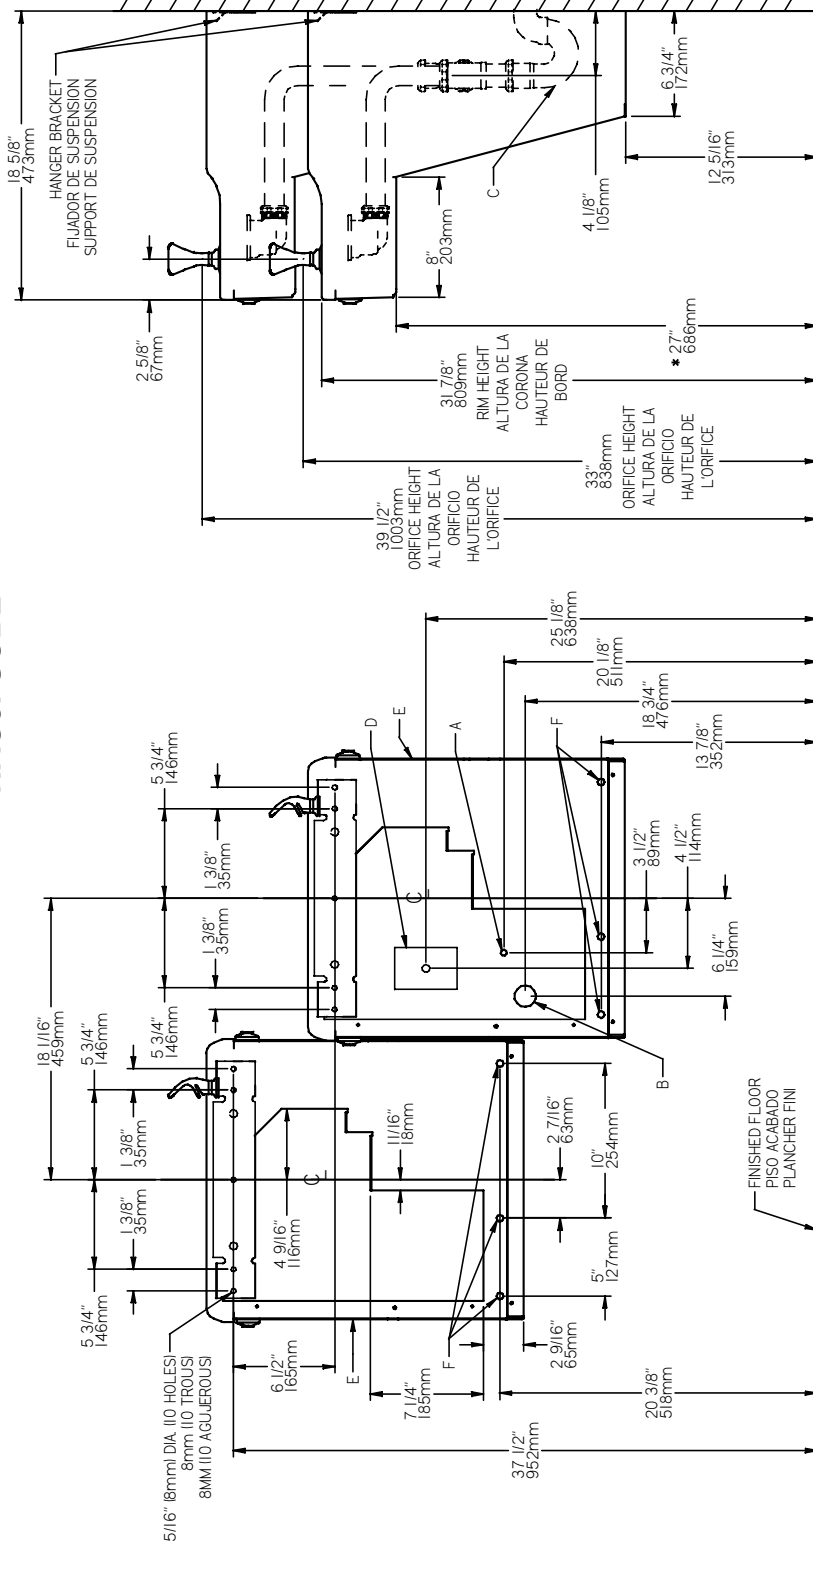 18 5/8"
473mm
HANGER BRACKET
FIJADOR DE SUSPENSION
SUPPORT DE SUSPENSION
2 5/8"
67mm
8"
203mm
C
4 1/8"
105mm
6 3/4"
172mm
12 5/16"
313mm
* 27"
686mm
31 7/8"
809mm
RIM HEIGHT
ALTURA DE LA
CORONA
HAUTEUR DE
BORD
33"
838mm
ORIFICE HEIGHT
ALTURA DE LA
ORIFICIO
HAUTEUR DE
L'ORIFICE
39 1/2"
1003mm
ORIFICE HEIGHT
ALTURA DE LA
ORIFICIO
HAUTEUR DE
L'ORIFICE
18 1/16"
459mm
5 3/4"
146mm
1 3/8"
35mm
1 3/8"
35mm
5 3/4"
146mm
5 3/4"
146mm
1 3/8"
35mm
1 3/8"
35mm
5 3/4"
146mm
5/16" (8mm) DIA. (10 HOLES)
8mm (10 TROUS)
8MM (10 AGUJEROUS)
D
E
A
F
CL
25 1/8"
638mm
20 1/8"
511mm
18 3/4"
476mm
13 7/8"
352mm
3 1/2"
89mm
4 1/2"
114mm
6 1/4"
159mm
B
CL
4 9/16"
116mm
11/16"
18mm
2 7/16"
63mm
10"
254mm
5"
127mm
6 1/2"
165mm
E
F
7 1/4"
185mm
2 9/16"
65mm
20 3/8"
518mm
37 1/2"
952mm
FINISHED FLOOR
PISO ACABADO
PLANCHER FINI